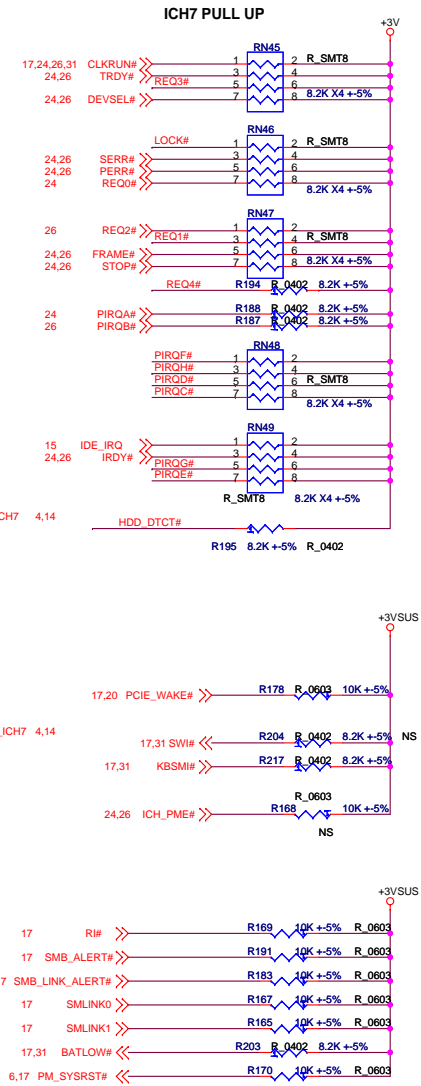 ICH7 PULL UP
+3V
RN45
17,24,26,31 CLKRUN# 1 2 R_SMT8
24,26 TRDY# 3 4
REQ3# 5 6
24,26 DEVSEL# 7 8 8.2K X4 +-5%
RN46
LOCK# 1 2 R_SMT8
24,26 SERR# 3 4
24,26 PERR# 5 6
24 REQ0# 7 8
8.2K X4 +-5%
RN47
26 REQ2# 1 2
REQ1# 3 4 R_SMT8
24,26 FRAME# 5 6
24,26 STOP# 7 8 8.2K X4 +-5%
REQ4# R194 R_0402 8.2K +-5%
24 PIRQA# R188 R_0402 8.2K +-5%
26 PIRQB# R187 R_0402 8.2K +-5%
RN48
PIRQF# 1 2
PIRQH# 3 4
PIRQD# 5 6 R_SMT8
PIRQC# 7 8
8.2K X4 +-5%
RN49
15 IDE_IRQ 1 2
24,26 IRDY# 3 4
PIRQG# 5 6
PIRQE# 7 8
R_SMT8 8.2K X4 +-5%
CH7 4,14
HDD_DTCT#
R195 8.2K +-5% R_0402
+3VSUS
17,20 PCIE_WAKE# R178 R_0603 10K +-5%
_ICH7 4,14
17,31 SWI# R204 R_0402 8.2K +-5% NS
17,31 KBSMI# R217 R_0402 8.2K +-5%
R_0603
24,26 ICH_PME# R168 10K +-5%
NS
+3VSUS
17 RI# R169 10K +-5% R_0603
17 SMB_ALERT# R191 10K +-5% R_0603
7 SMB_LINK_ALERT# R183 10K +-5% R_0603
17 SMLINK0 R167 10K +-5% R_0603
17 SMLINK1 R165 10K +-5% R_0603
17,31 BATLOW# R203 R_0402 8.2K +-5%
6,17 PM_SYSRST# R170 10K +-5% R_0603